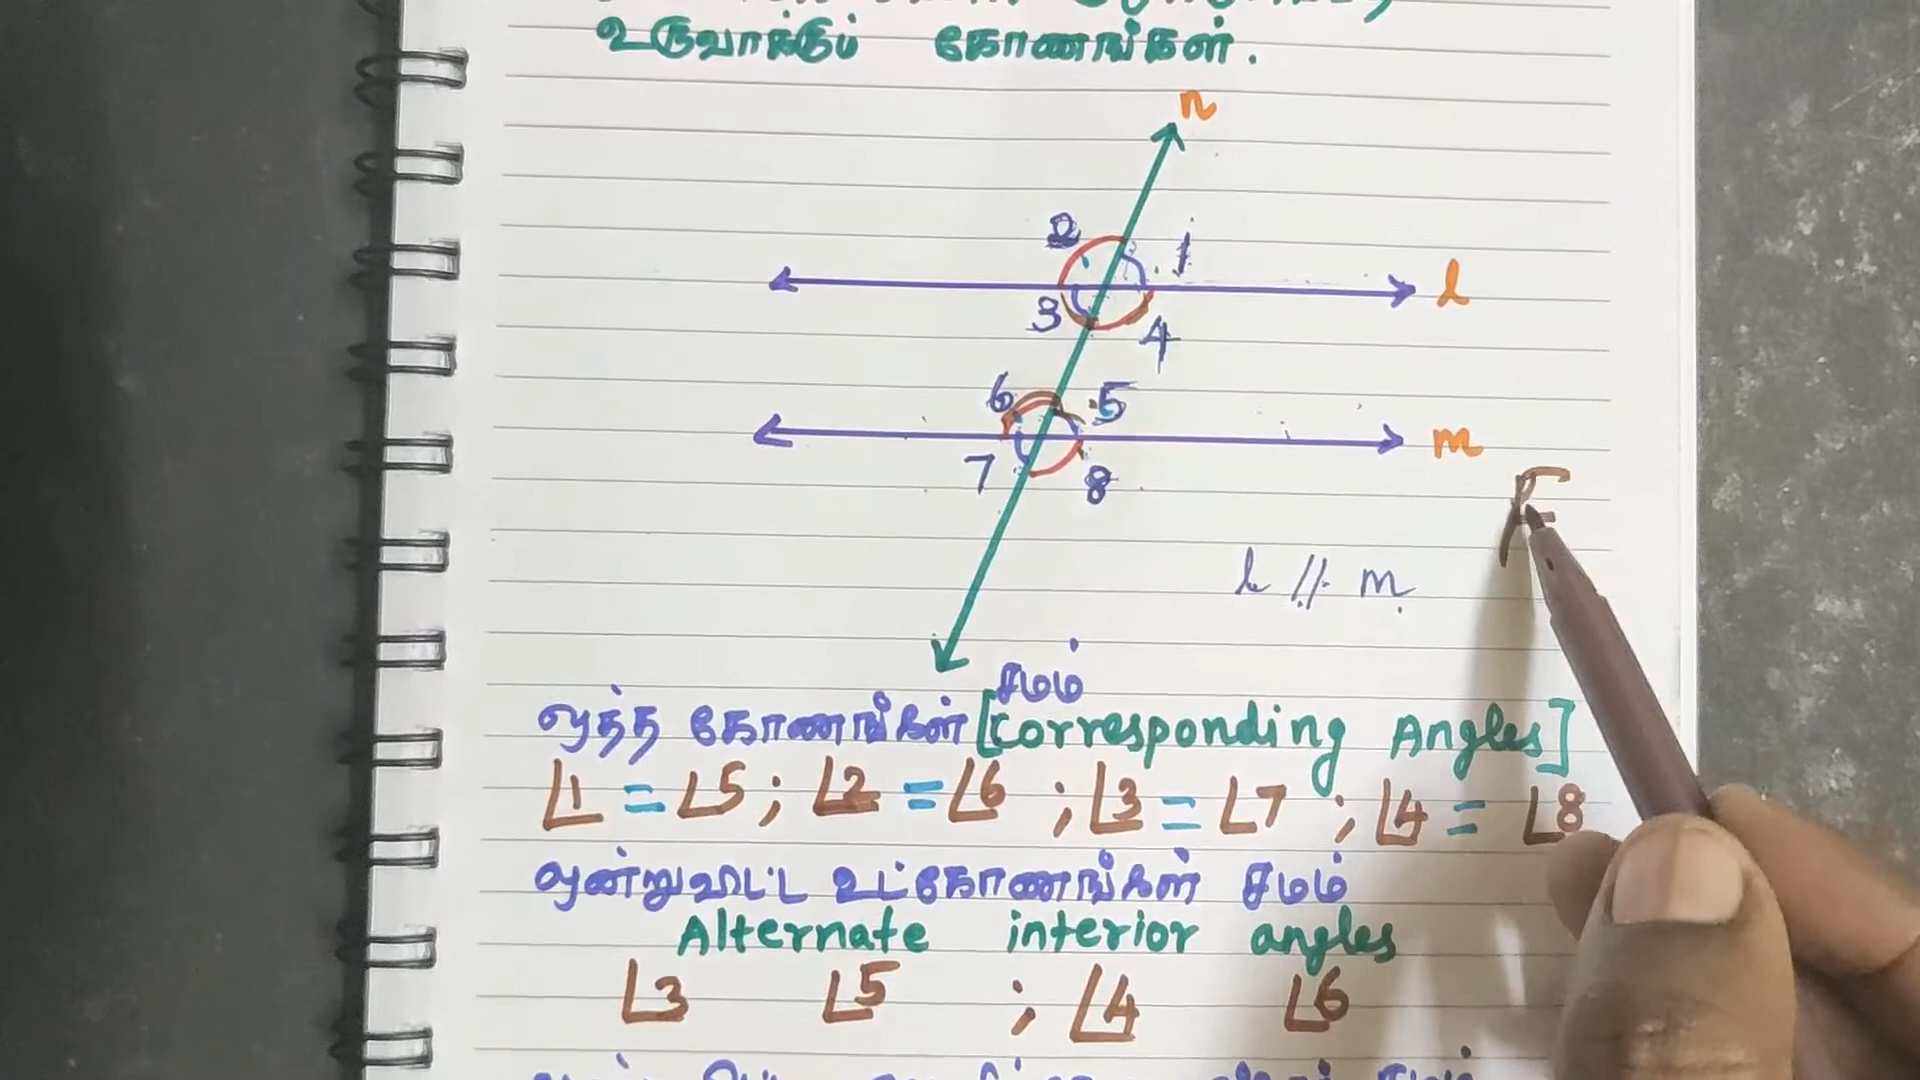 உருவாக்கும் கோணங்கள்.
n
2 1
l
3 4
6 5
m
7 8
l // m
சமம்
ஒத்த கோணங்கள் [Corresponding Angles]
∠1 = ∠5 ; ∠2 = ∠6 ; ∠3 = ∠7 ; ∠4 = ∠8
ஒன்றுவிட்ட உட்கோணங்கள் சமம்
Alternate interior angles
∠3 ∠5 ; ∠4 ∠6